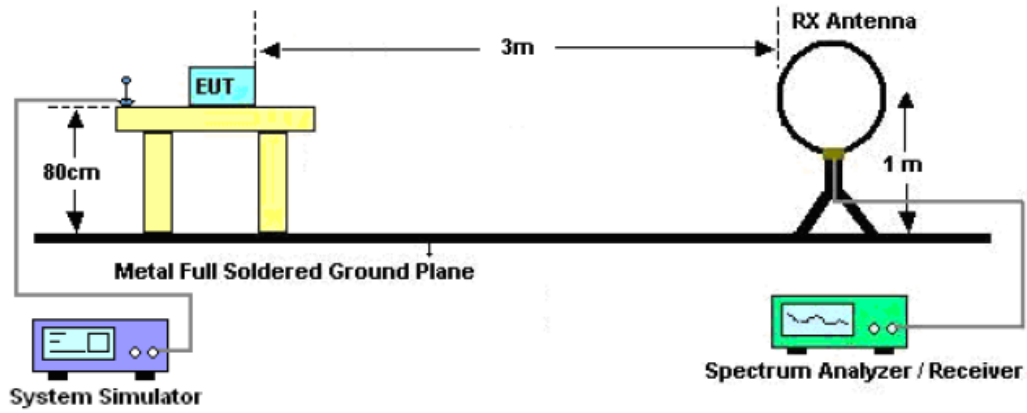 RX Antenna
3m
EUT
80cm
1 m
Metal Full Soldered Ground Plane
System Simulator
Spectrum Analyzer / Receiver